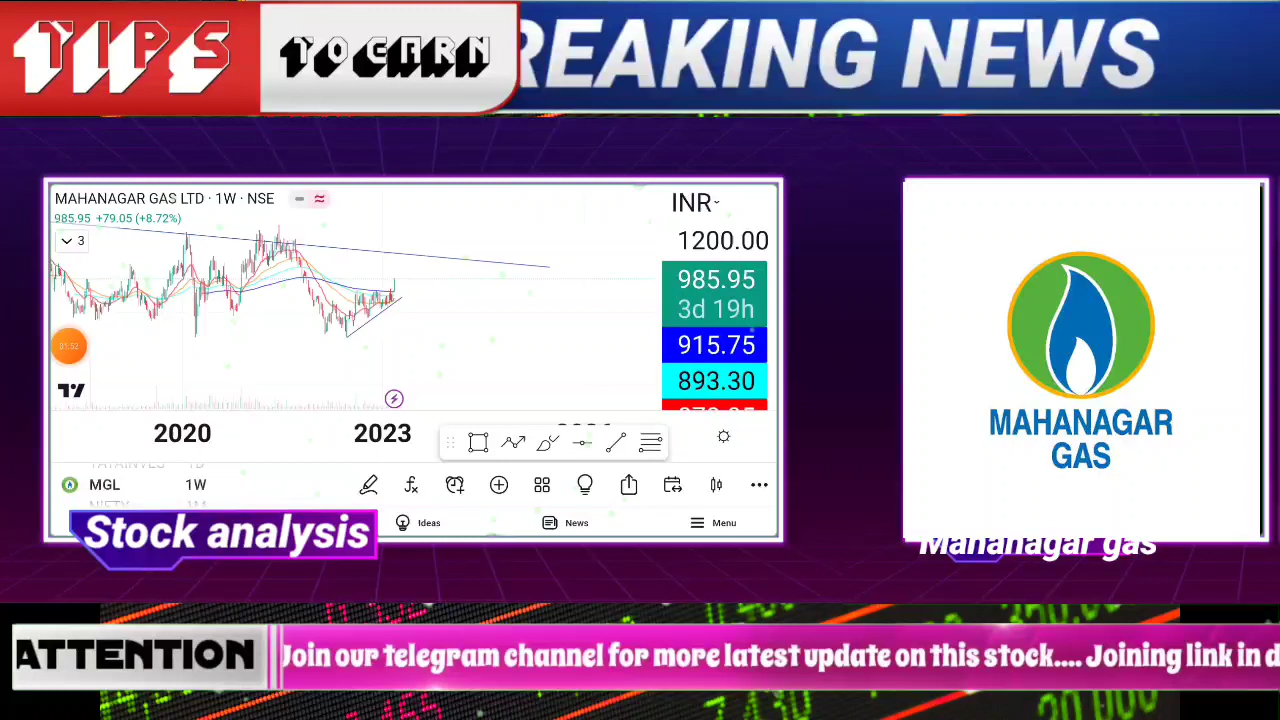 TIPS
TO EARN
REAKING NEWS
MAHANAGAR GAS LTD · 1W · NSE
985.95 +79.05 (+8.72%)
3
INR
1200.00
985.95
3d 19h
915.75
893.30
01:52
2020
2023
MGL 1W
Ideas
News
Menu
Stock analysis
MAHANAGAR
GAS
Mahanagar gas
ATTENTION
Join our telegram channel for more latest update on this stock.... Joining link in d